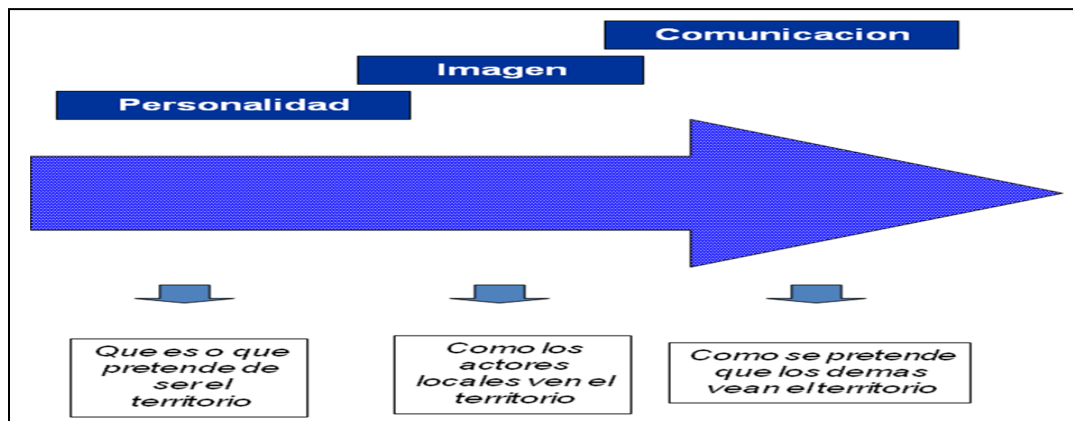 Comunicacion
Imagen
Personalidad
Que es o que
pretende de
ser el
territorio
Como los
actores
locales ven el
territorio
Como se pretende
que los demas
vean el territorio